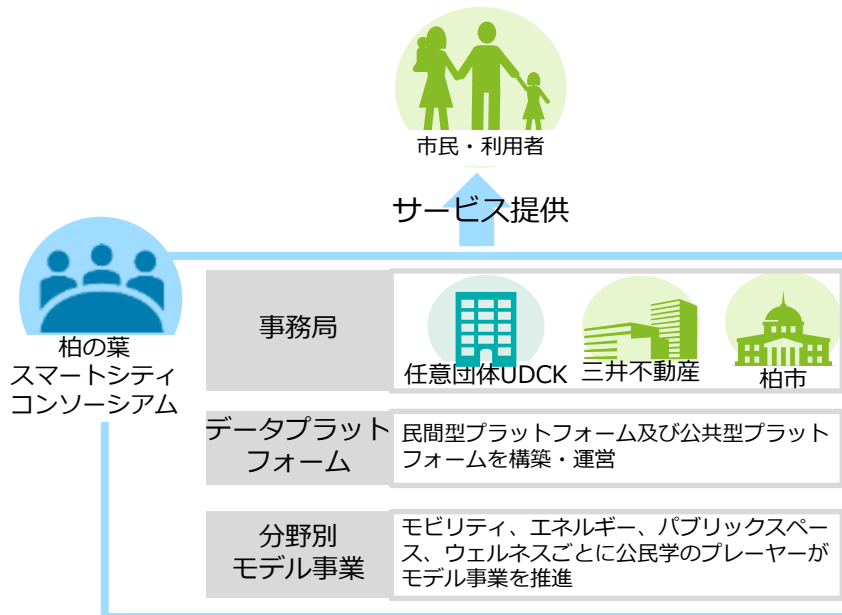 市民・利用者
サービス提供
柏の葉
スマートシティ
コンソーシアム
事務局
任意団体UDCK
三井不動産
柏市
データプラット
フォーム
民間型プラットフォーム及び公共型プラット
フォームを構築・運営
分野別
モデル事業
モビリティ、エネルギー、パブリックスペー
ス、ウェルネスごとに公民学のプレーヤーが
モデル事業を推進